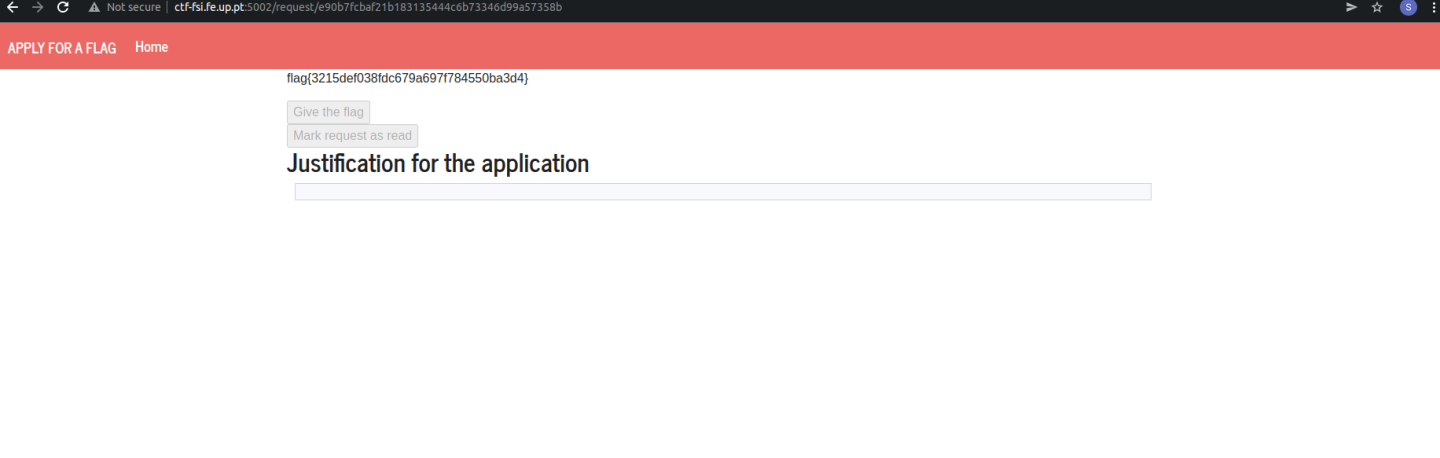 Not secure | ctf-fsi.fe.up.pt:5002/request/e90b7fcbaf21b183135444c6b73346d99a57358b
S
APPLY FOR A FLAG Home
flag{3215def038fdc679a697f784550ba3d4}
Give the flag
Mark request as read
Justification for the application